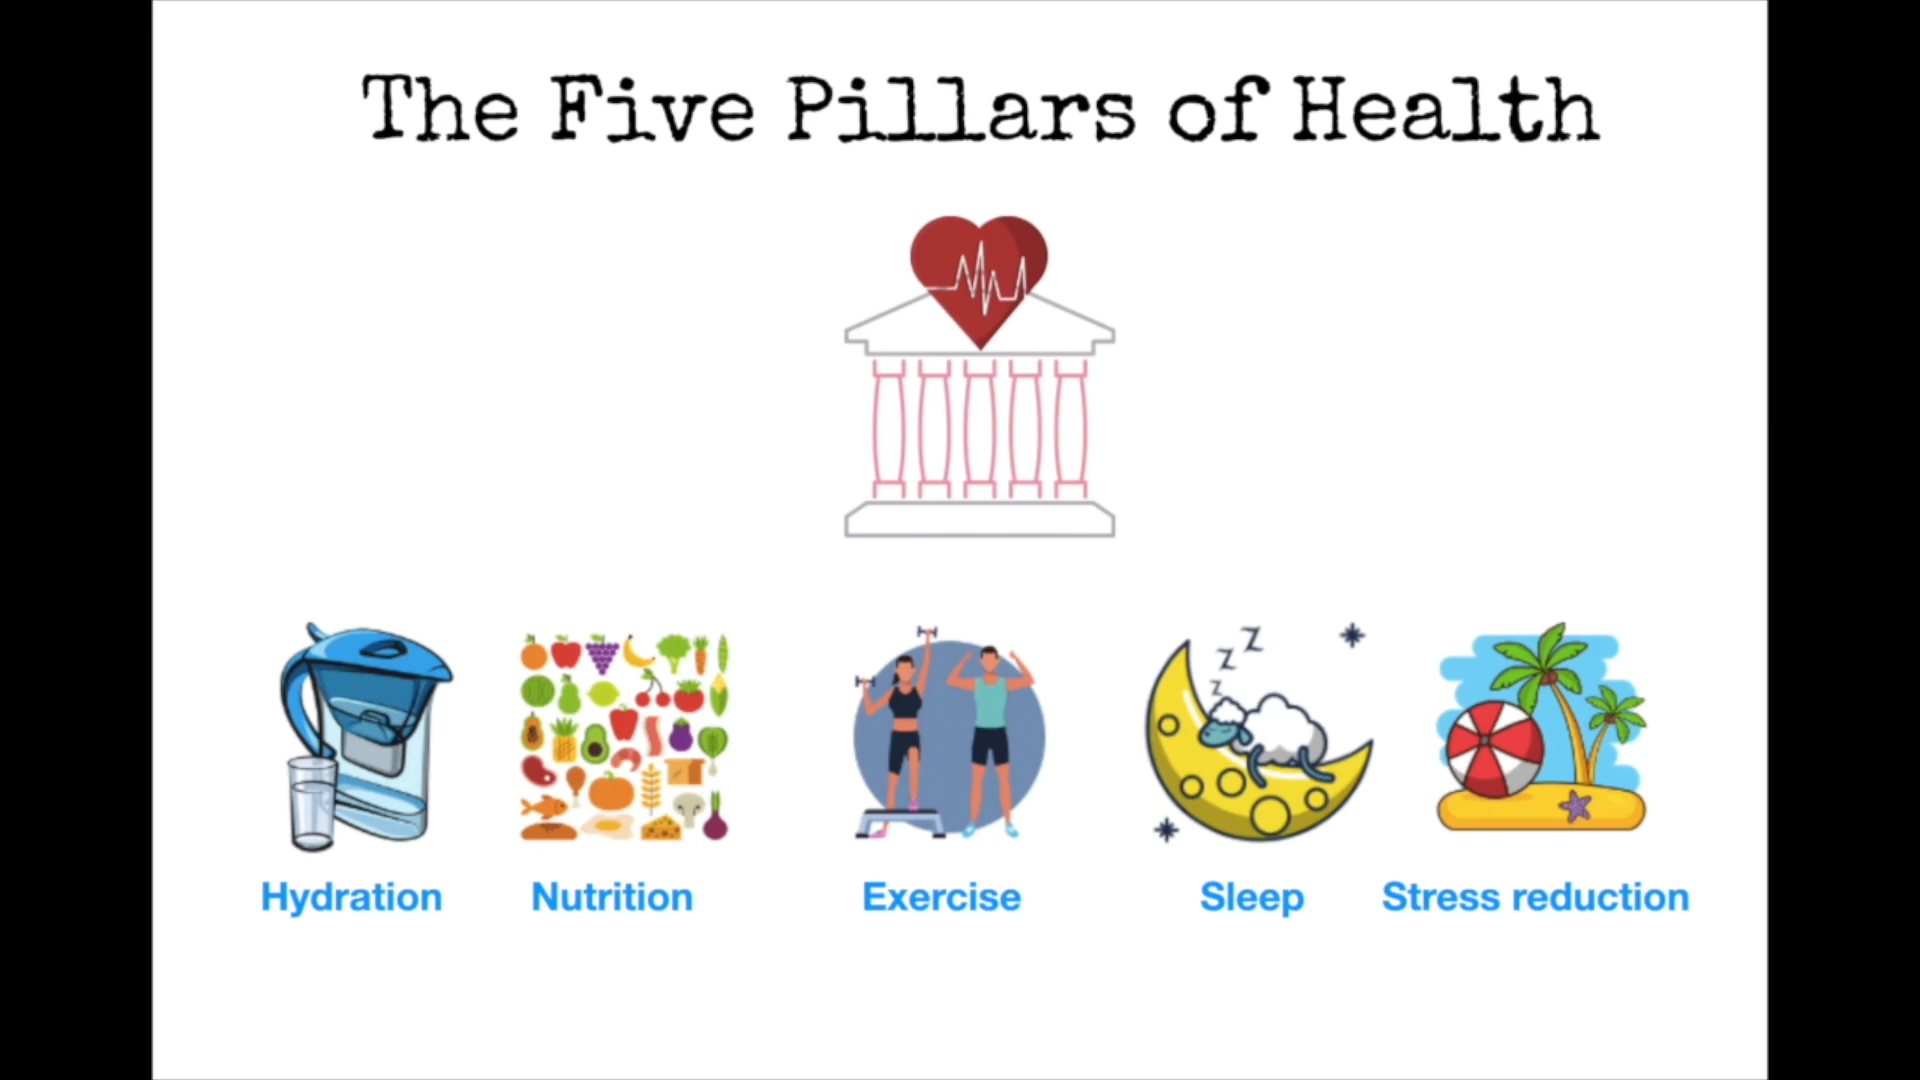 The Five Pillars of Health
z
z
z
Hydration
Nutrition
Exercise
Sleep
Stress reduction